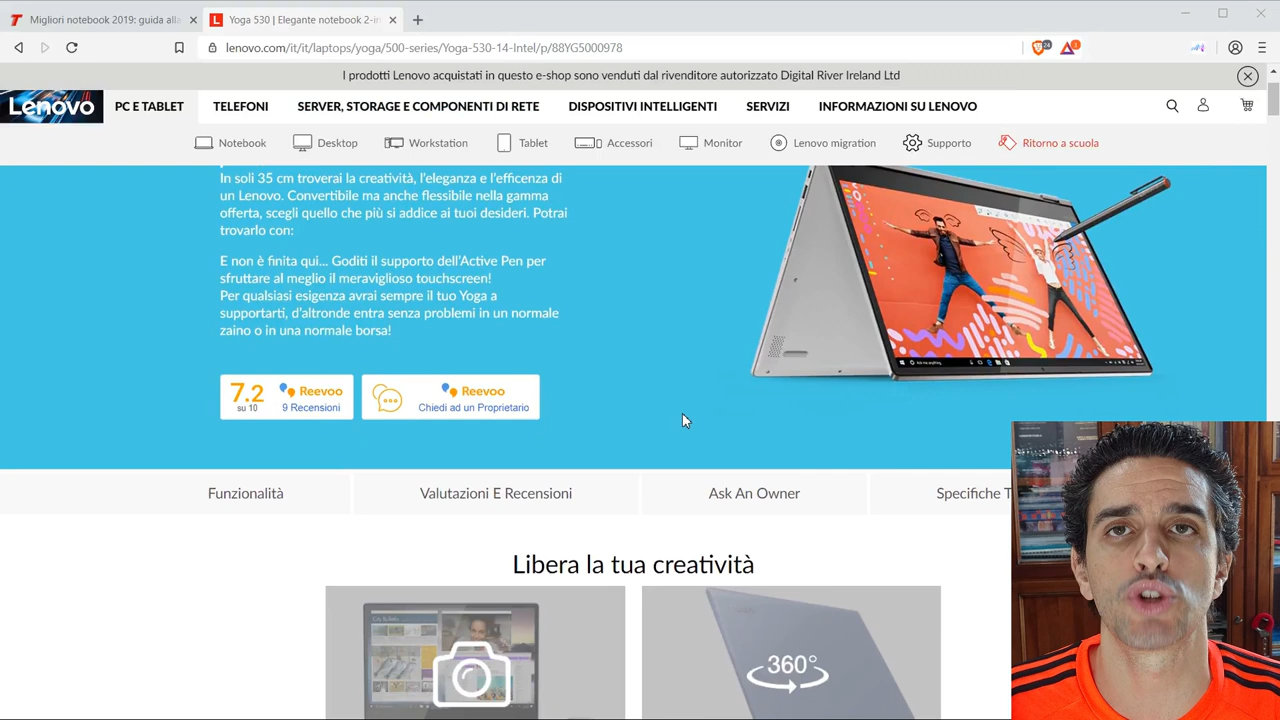 Migliori notebook 2019: guida alla
Yoga 530 | Elegante notebook 2-in
lenovo.com/it/it/laptops/yoga/500-series/Yoga-530-14-Intel/p/88YG5000978
I prodotti Lenovo acquistati in questo e-shop sono venduti dal rivenditore autorizzato Digital River Ireland Ltd
Lenovo
PC E TABLET
TELEFONI
SERVER, STORAGE E COMPONENTI DI RETE
DISPOSITIVI INTELLIGENTI
SERVIZI
INFORMAZIONI SU LENOVO
Notebook
Desktop
Workstation
Tablet
Accessori
Monitor
Lenovo migration
Supporto
Ritorno a scuola
In soli 35 cm troverai la creatività, l'eleganza e l'efficenza di
un Lenovo. Convertibile ma anche flessibile nella gamma
offerta, scegli quello che più si addice ai tuoi desideri. Potrai
trovarlo con:
E non è finita qui... Goditi il supporto dell'Active Pen per
sfruttare al meglio il meraviglioso touchscreen!
Per qualsiasi esigenza avrai sempre il tuo Yoga a
supportarti, d'altronde entra senza problemi in un normale
zaino o in una normale borsa!
7.2
su 10
Reevoo
9 Recensioni
Reevoo
Chiedi ad un Proprietario
Funzionalità
Valutazioni E Recensioni
Ask An Owner
Specifiche T
Libera la tua creatività
360°